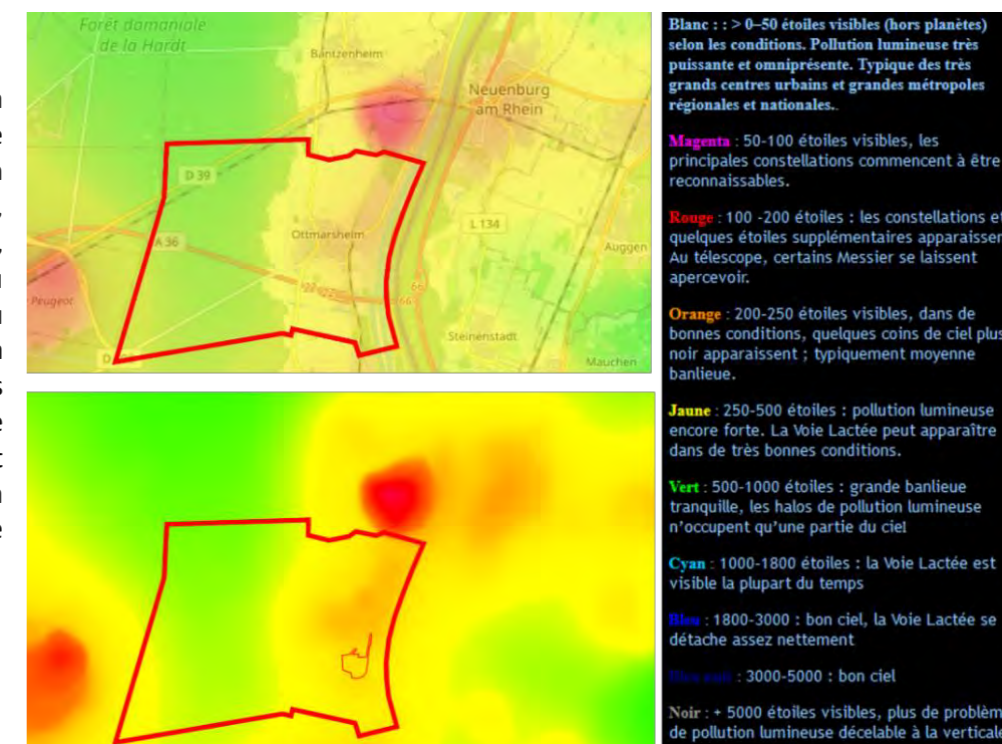 Forêt domaniale
de la Hardt
Bantzenheim
Neuenburg
am Rhein
D 39
L 134
Ottmarsheim
A 36
Auggen
Peugeot
Steinenstadt
Mauchen
Blanc : : > 0–50 étoiles visibles (hors planètes)
selon les conditions. Pollution lumineuse très
puissante et omniprésente. Typique des très
grands centres urbains et grandes métropoles
régionales et nationales..
Magenta : 50-100 étoiles visibles, les
principales constellations commencent à être
reconnaissables.
Rouge : 100 -200 étoiles : les constellations et
quelques étoiles supplémentaires apparaissen
Au télescope, certains Messier se laissent
apercevoir.
Orange : 200-250 étoiles visibles, dans de
bonnes conditions, quelques coins de ciel plus
noir apparaissent ; typiquement moyenne
banlieue.
Jaune : 250-500 étoiles : pollution lumineuse
encore forte. La Voie Lactée peut apparaître
dans de très bonnes conditions.
Vert : 500-1000 étoiles : grande banlieue
tranquille, les halos de pollution lumineuse
n'occupent qu'une partie du ciel
Cyan : 1000-1800 étoiles : la Voie Lactée est
visible la plupart du temps
Bleu : 1800-3000 : bon ciel, la Voie Lactée se
détache assez nettement
: 3000-5000 : bon ciel
Noir : + 5000 étoiles visibles, plus de problèm
de pollution lumineuse décelable à la verticale